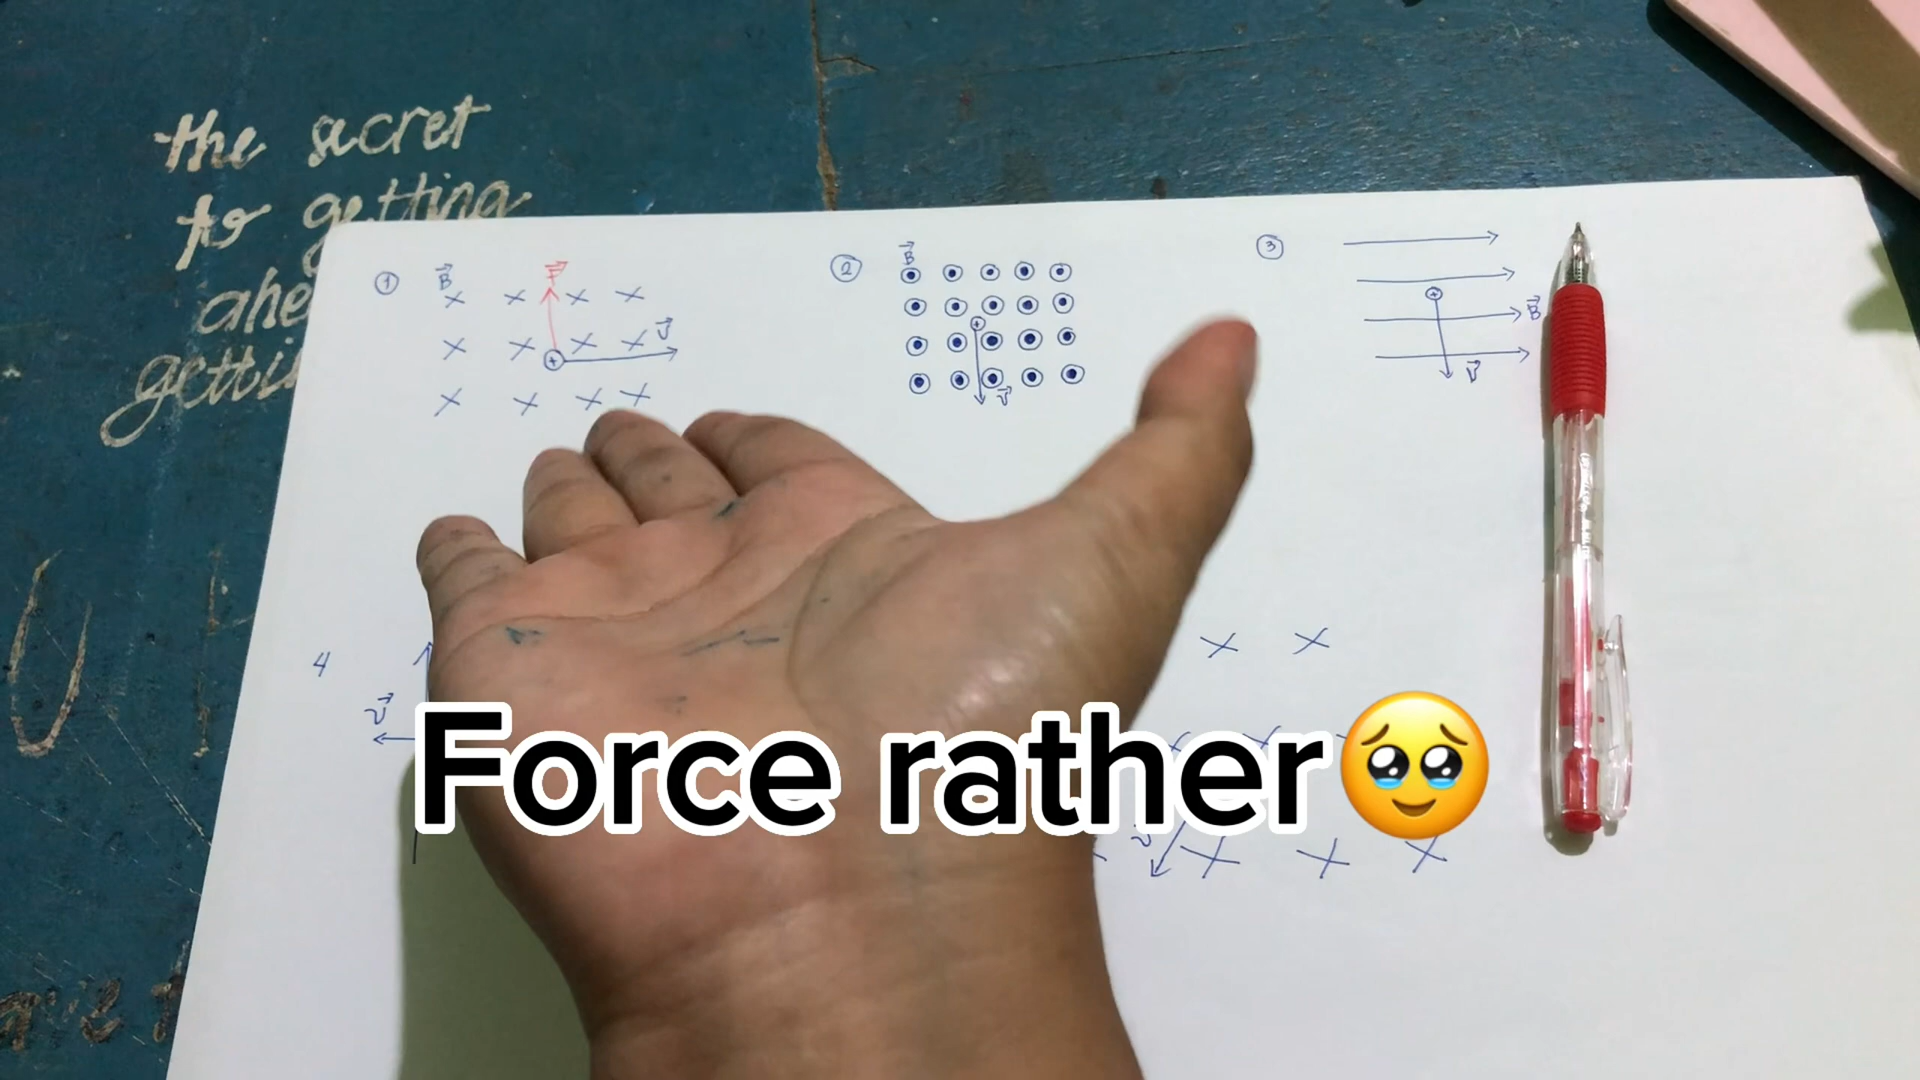 the secret
to getting
ahe
getti
① B⃗ F⃗
v⃗
② B⃗
v⃗
③
B⃗
v⃗
4
v⃗
Force rather🥹
v⃗